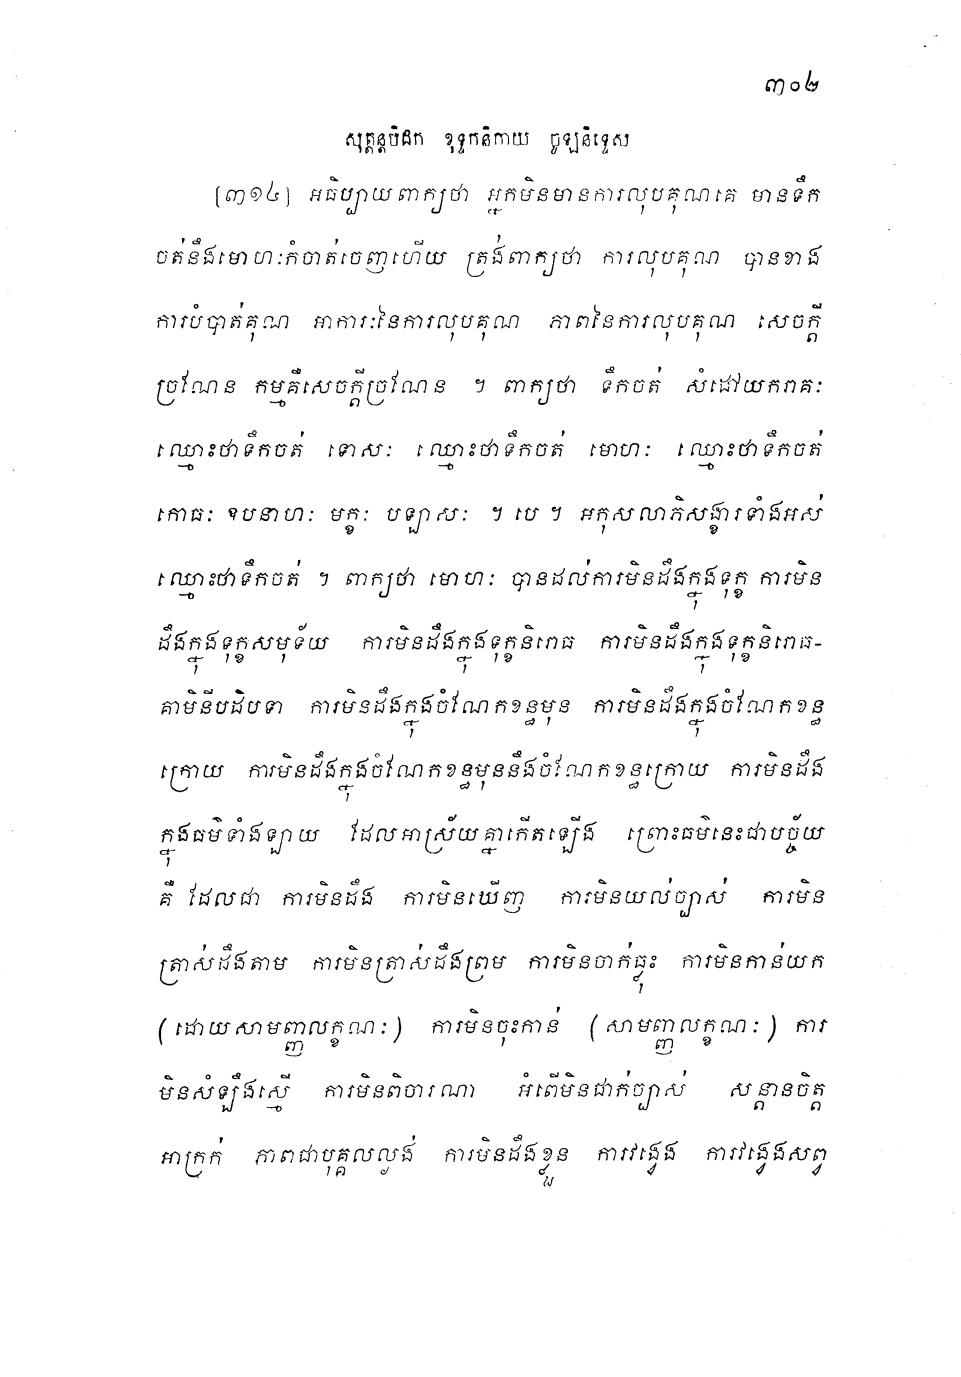 ៣០២
សុត្តន្តបិដក ខុទ្ទកនិកាយ ចូឡនិទ្ទេស
[៣១៤] អធិប្បាយពាក្យថា អ្នកមិនមានការលុបគុណគេ មានទឹក
ចត់នឹងមោហៈកំចាត់ចេញហើយ ត្រង់ពាក្យថា ការលុបគុណ បានខាង
ការបំបាត់គុណ អាការៈនៃការលុបគុណ ភាពនៃការលុបគុណ សេចក្តី
ច្រណែន កម្មគឺសេចក្តីច្រណែន ។ ពាក្យថា ទឹកចត់ សំដៅយករាគៈ
ឈ្មោះថាទឹកចត់ ទោសៈ ឈ្មោះថាទឹកចត់ មោហៈ ឈ្មោះថាទឹកចត់
កោធៈ ឧបនាហៈ មក្ខៈ បឡាសៈ ។ បេ ។ អកុសលាភិសង្ខារទាំងអស់
ឈ្មោះថាទឹកចត់ ។ ពាក្យថា មោហៈ បានដល់ការមិនដឹងក្នុងទុក្ខ ការមិន
ដឹងក្នុងទុក្ខសមុទ័យ ការមិនដឹងក្នុងទុក្ខនិរោធ ការមិនដឹងក្នុងទុក្ខនិរោធ-
គាមិនីបដិបទា ការមិនដឹងក្នុងចំណែកខន្ធមុន ការមិនដឹងក្នុងចំណែកខន្ធ
ក្រោយ ការមិនដឹងក្នុងចំណែកខន្ធមុននឹងចំណែកខន្ធក្រោយ ការមិនដឹង
ក្នុងធម៌ទាំងឡាយ ដែលអាស្រ័យគ្នាកើតឡើង ព្រោះធម៌នេះជាបច្ច័យ
គឺ ដែលជា ការមិនដឹង ការមិនឃើញ ការមិនយល់ច្បាស់ ការមិន
ត្រាស់ដឹងតាម ការមិនត្រាស់ដឹងព្រម ការមិនចាក់ធ្លុះ ការមិនកាន់យក
(ដោយសាមញ្ញលក្ខណៈ) ការមិនចុះកាន់ (សាមញ្ញលក្ខណៈ) ការ
មិនសំឡឹងស្មើ ការមិនពិចារណា អំពើមិនជាក់ច្បាស់ សន្តានចិត្ត
អាក្រក់ ភាពជាបុគ្គលល្ងង់ ការមិនដឹងខ្លួន ការវង្វេង ការវង្វេងសព្វ